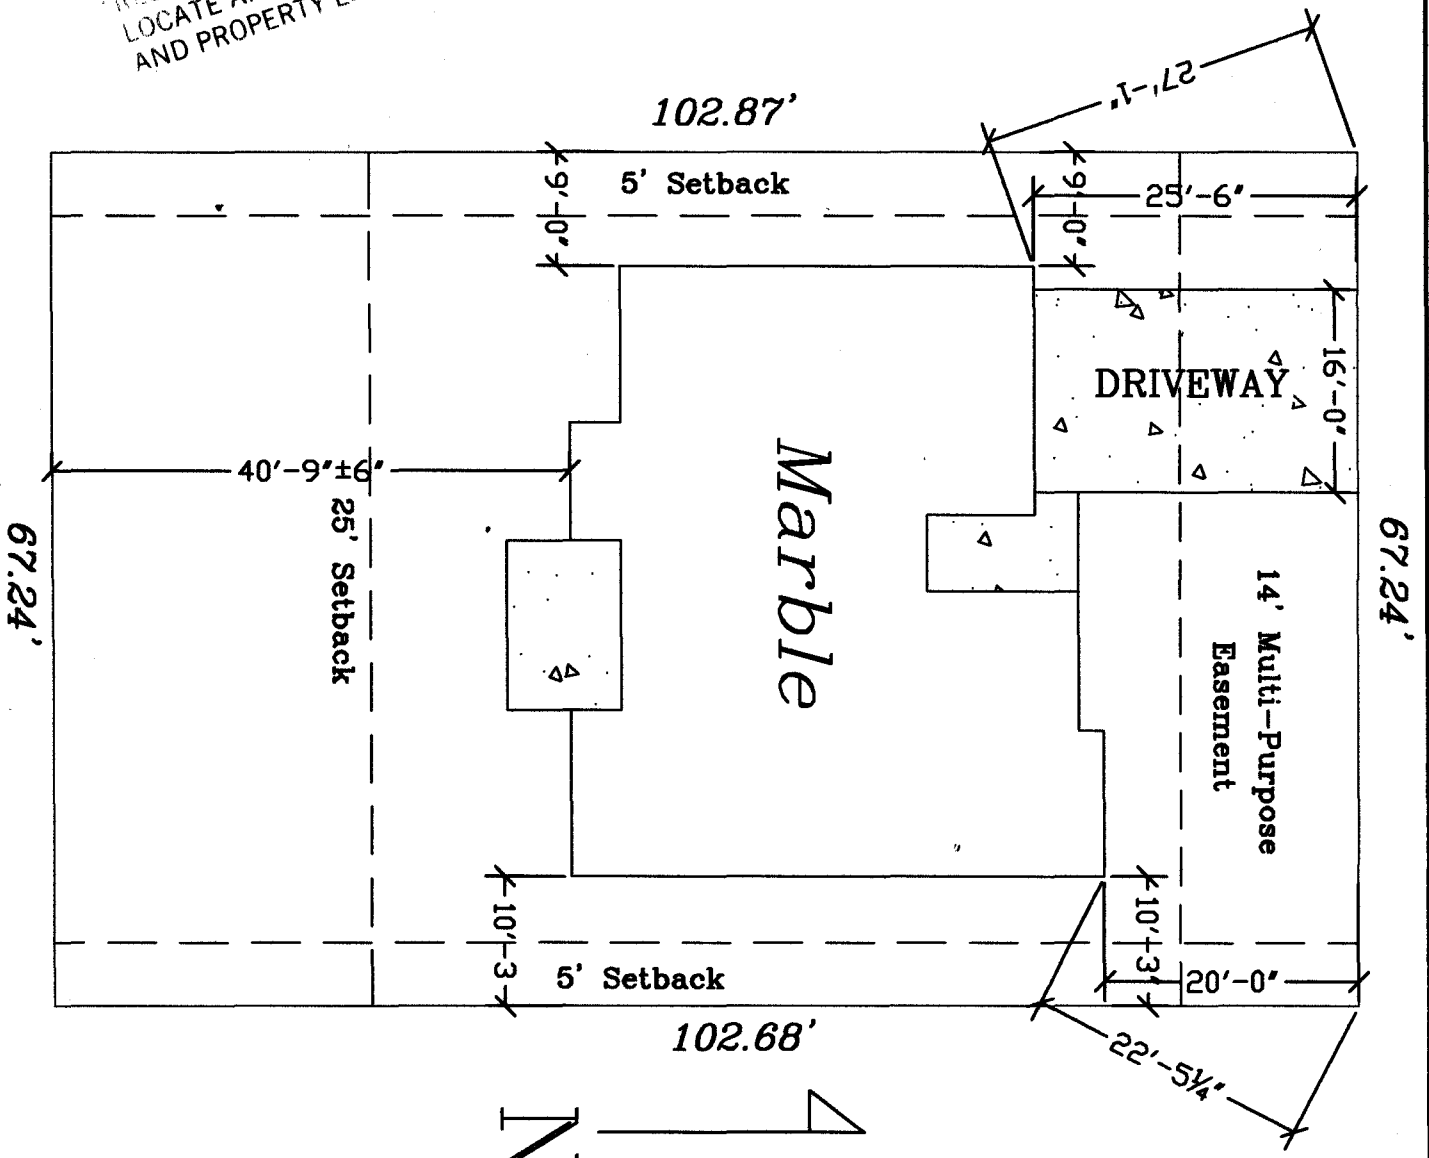 LOCATE
AND PROPERTY
27'-1"
102.87'
5' Setback
9'-0"
9'-0"
25'-6"
DRIVEWAY
16'-0"
40'-9"±6"
25' Setback
Marble
67.24'
67.24'
14' Multi-Purpose
Easement
10'-3
10'-3"
5' Setback
20'-0"
102.68'
22'-5¼"
N